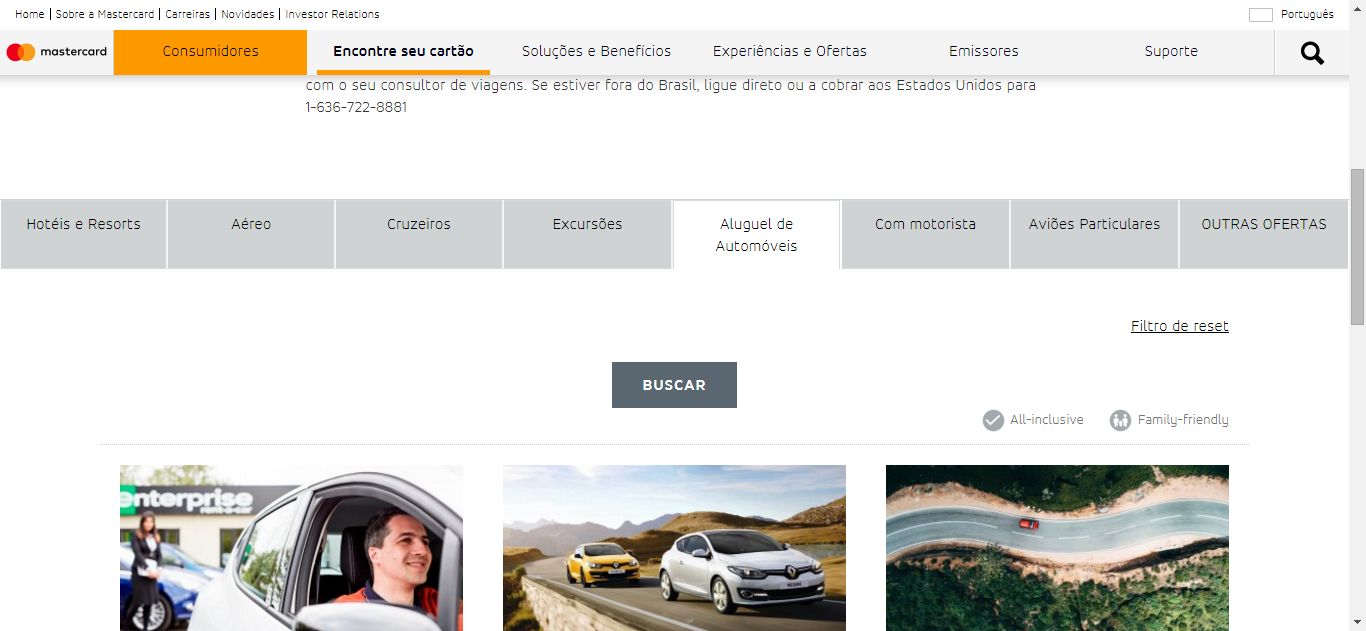 Home | Sobre a Mastercard | Carreiras | Novidades | Investor Relations
Português
mastercard
Consumidores
Encontre seu cartão
Soluções e Benefícios
Experiências e Ofertas
Emissores
Suporte
com o seu consultor de viagens. Se estiver fora do Brasil, ligue direto ou a cobrar aos Estados Unidos para
1-636-722-8881
Hotéis e Resorts
Aéreo
Cruzeiros
Excursões
Aluguel de
Automóveis
Com motorista
Aviões Particulares
OUTRAS OFERTAS
Filtro de reset
BUSCAR
All-inclusive
Family-friendly
enterprise
rent-a-car